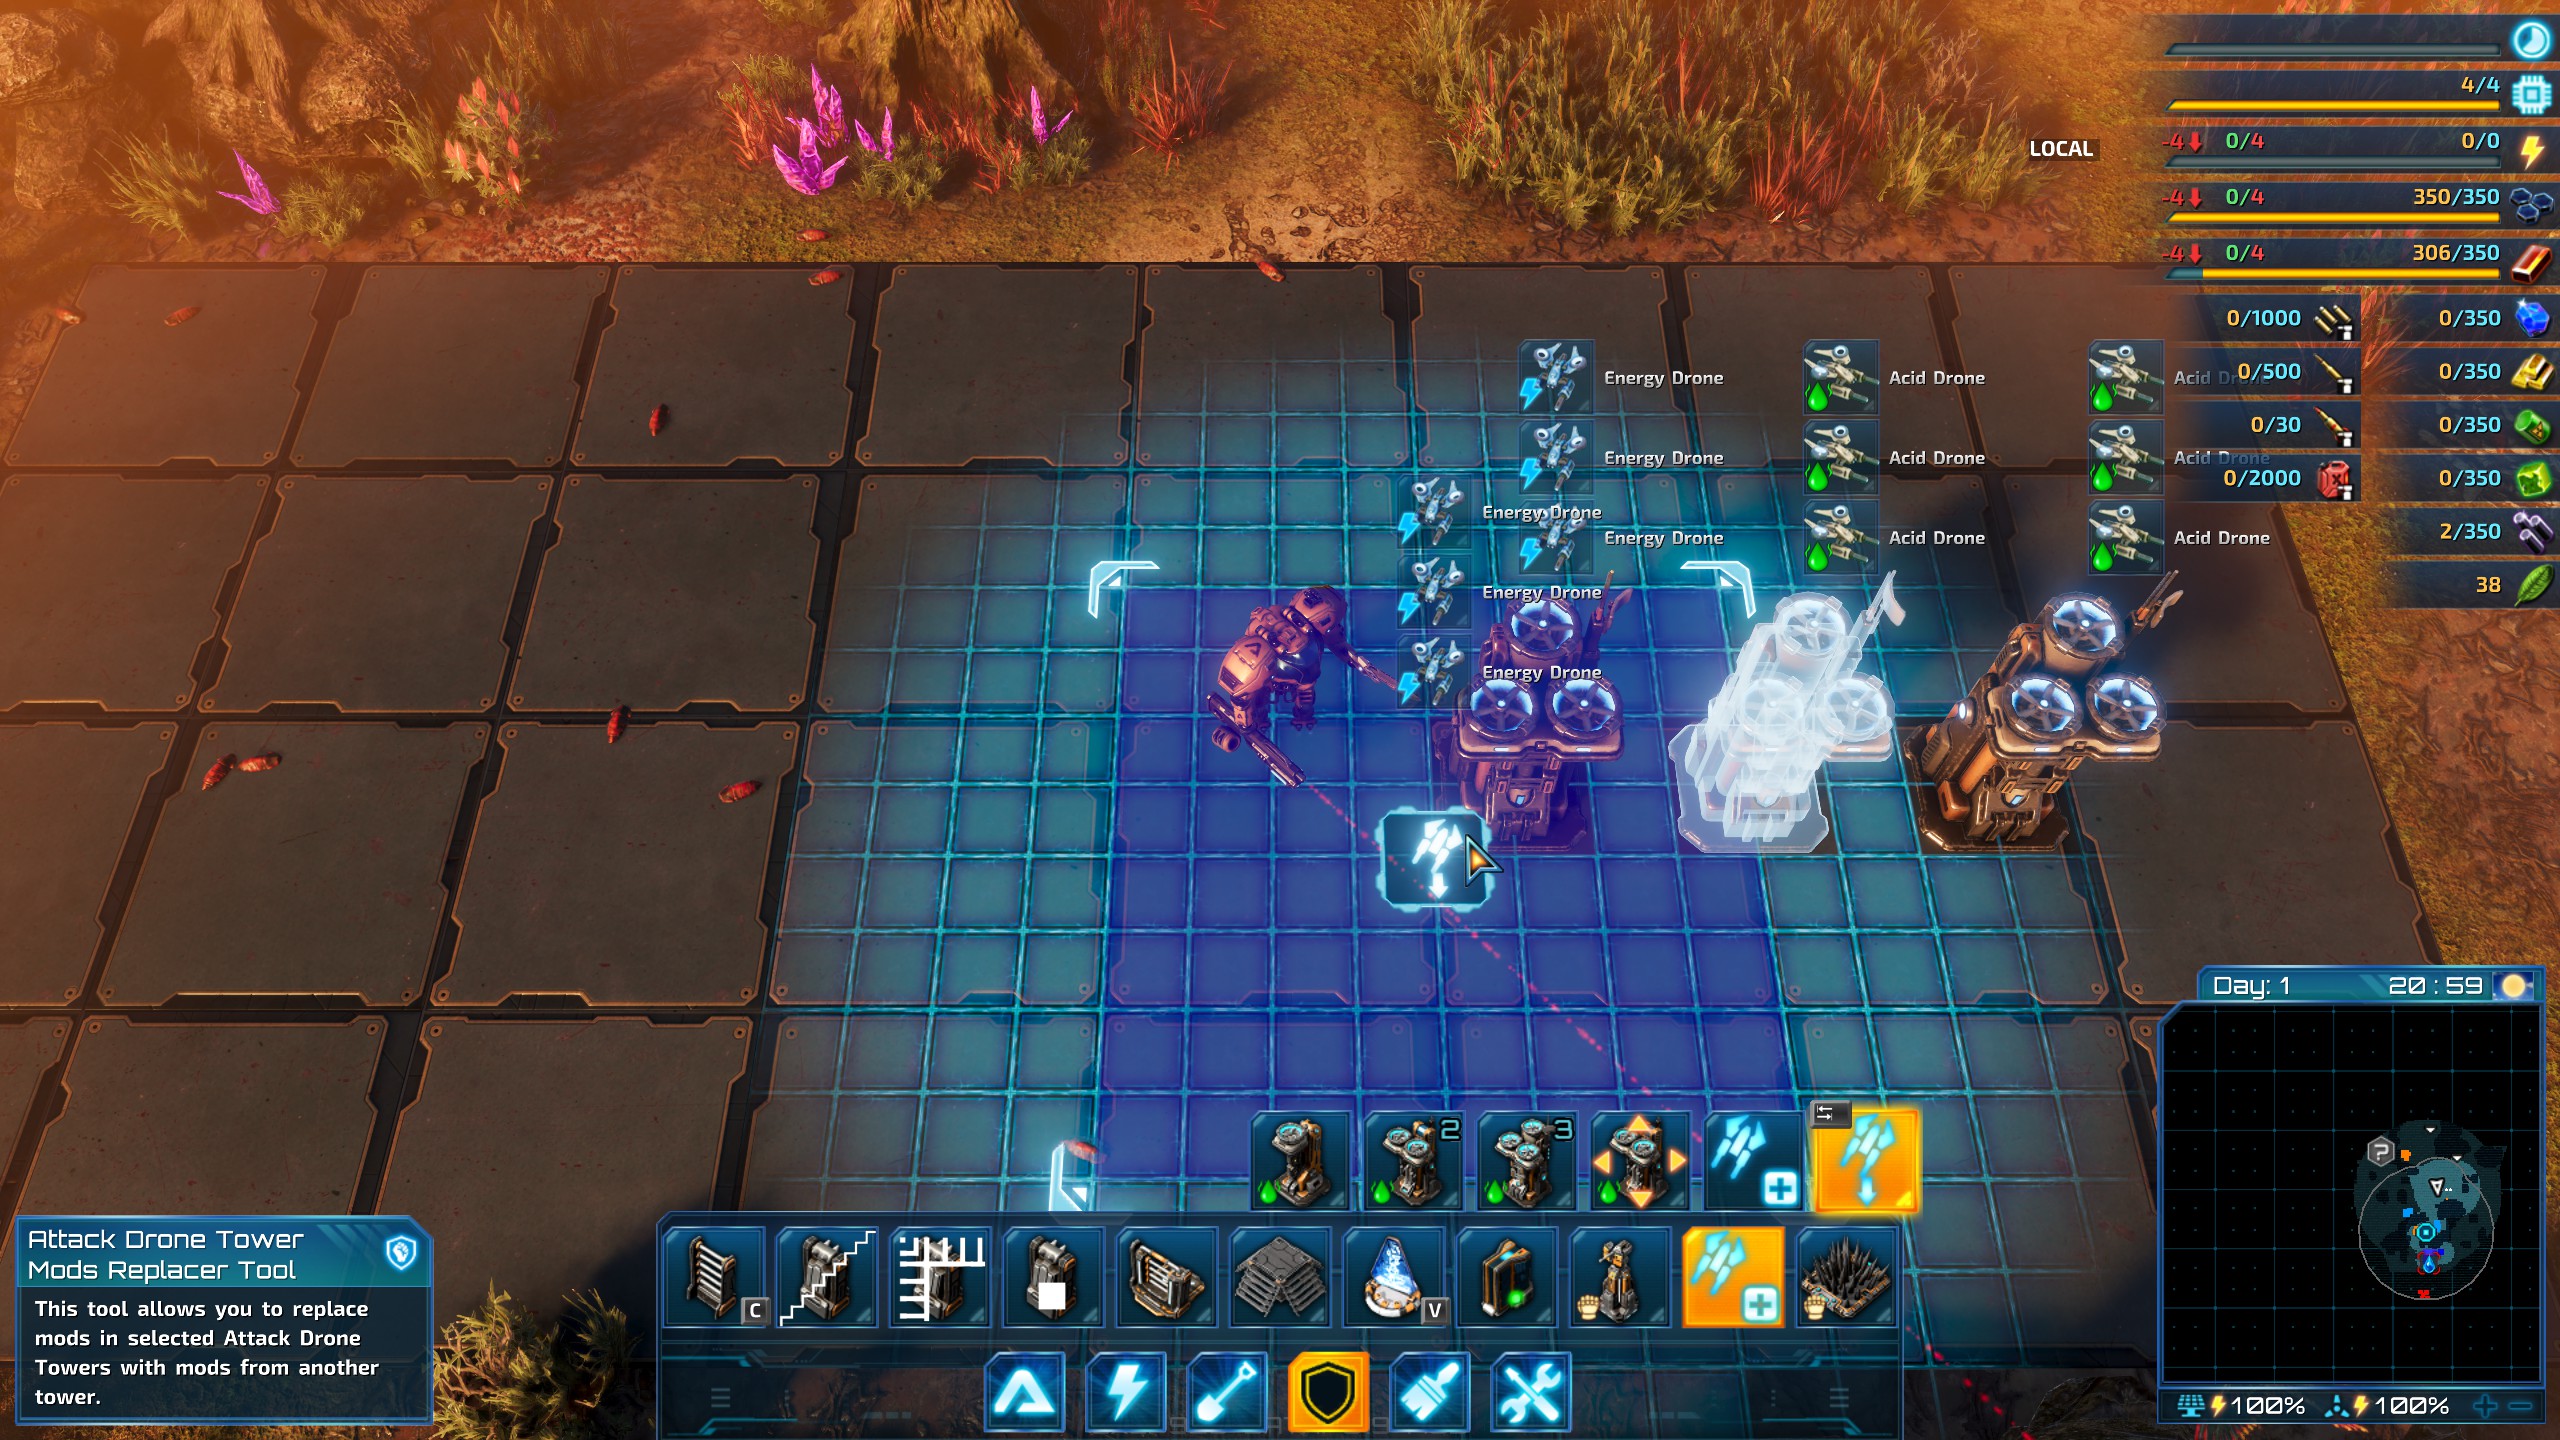 4/4
LOCAL
-4 0/4 0/0
-4 0/4 350/350
-4 0/4 306/350
0/1000 0/350
Energy Drone Acid Drone Acid Drone 0/500 0/350
0/30 0/350
Energy Drone Acid Drone Acid Drone
0/2000 0/350
Energy Drone
2/350
Energy Drone Acid Drone Acid Drone
38
Energy Drone
Energy Drone
Day: 1 20:59
2
3
Attack Drone Tower
Mods Replacer Tool
This tool allows you to replace
mods in selected Attack Drone
Towers with mods from another
tower.
C
V
100% 100%